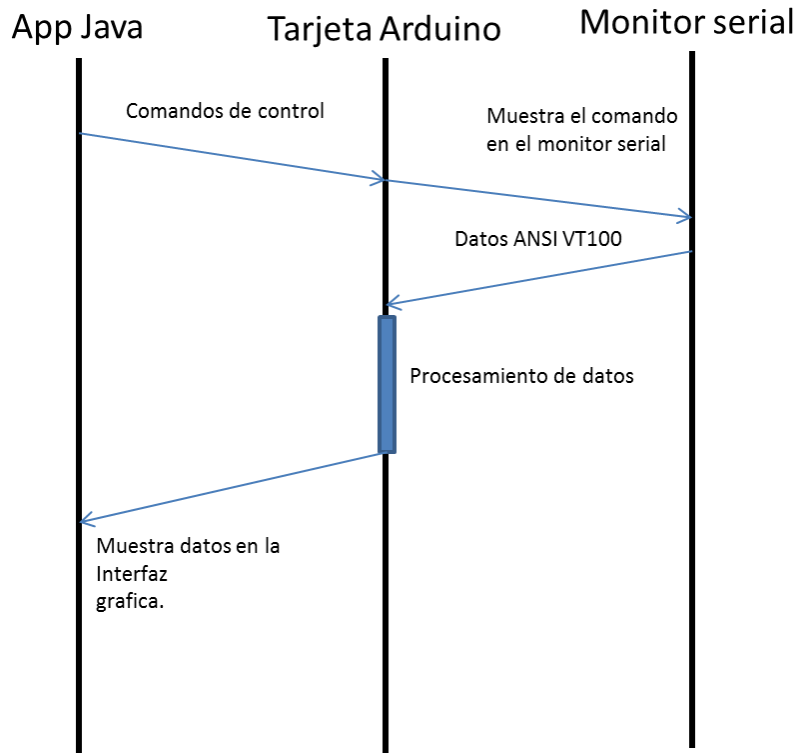 App Java
Tarjeta Arduino
Monitor serial
Comandos de control
Muestra el comando
en el monitor serial
Datos ANSI VT100
Procesamiento de datos
Muestra datos en la
Interfaz
grafica.